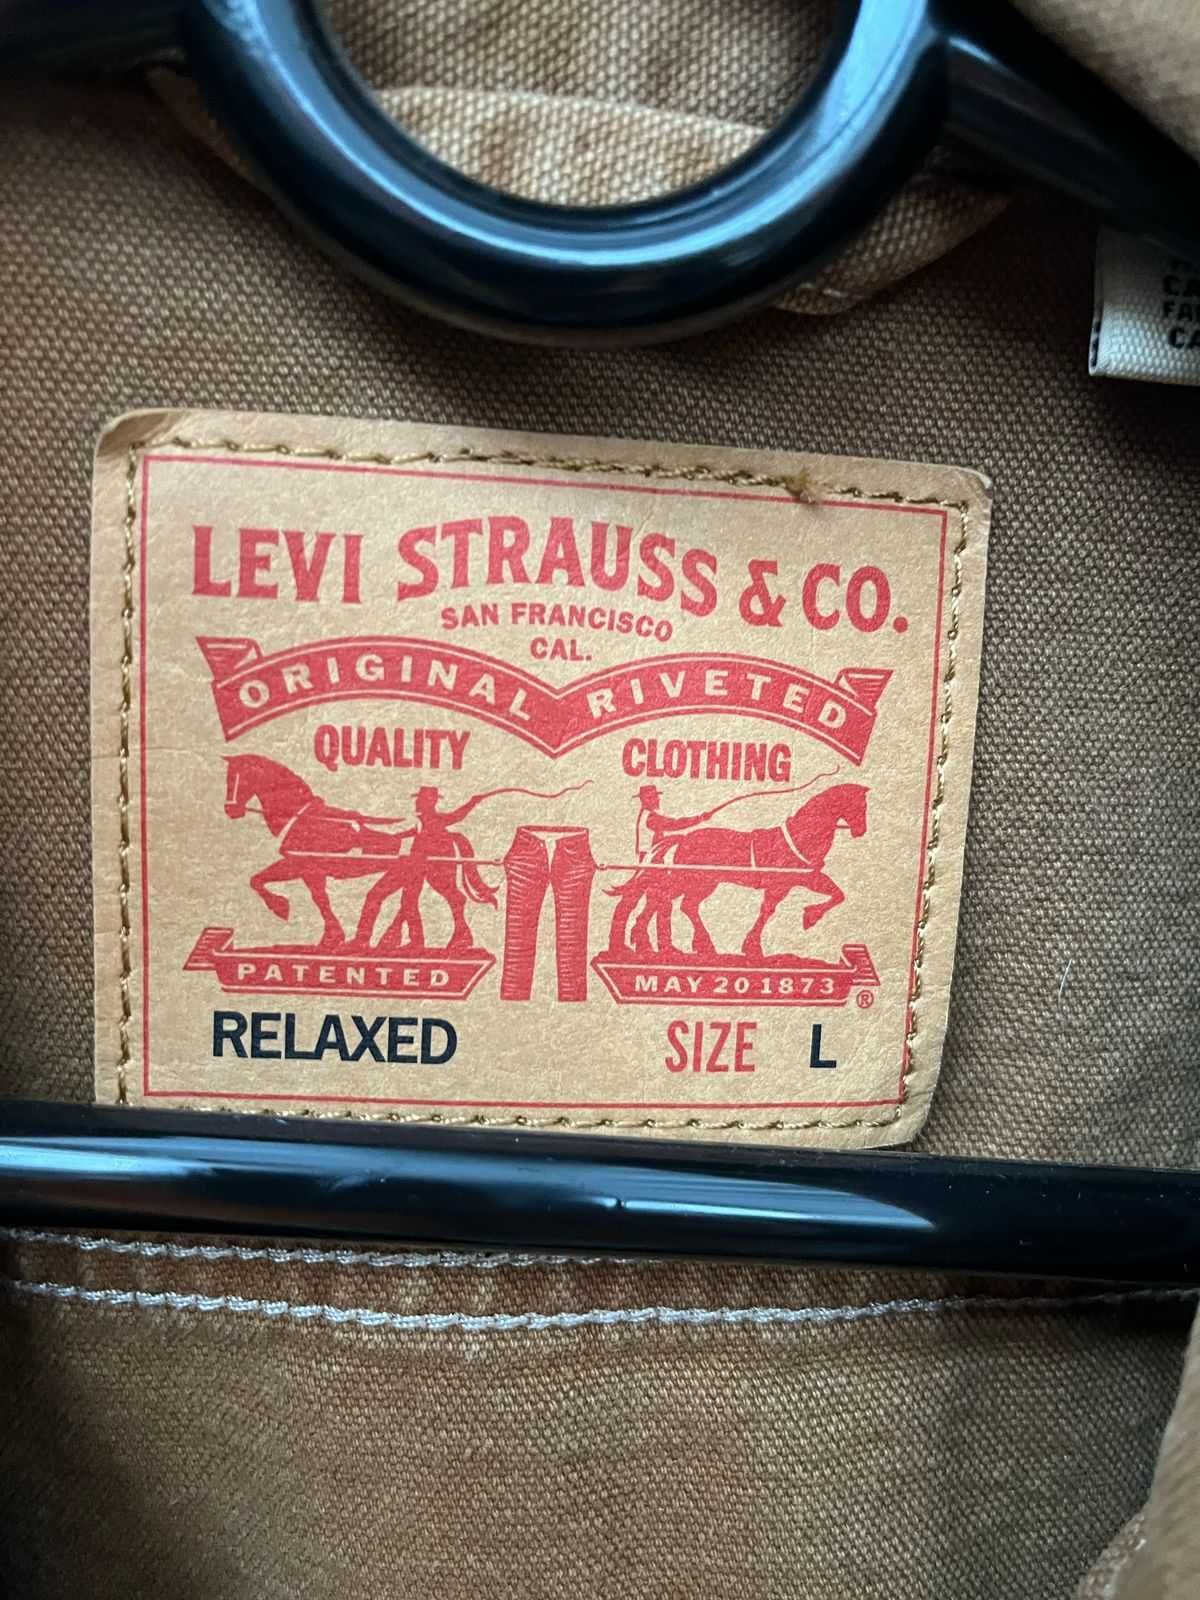 LEVI STRAUSS & CO.
SAN FRANCISCO
CAL.
ORIGINAL RIVETED
QUALITY CLOTHING
PATENTED MAY 20 1873 ®
RELAXED SIZE L